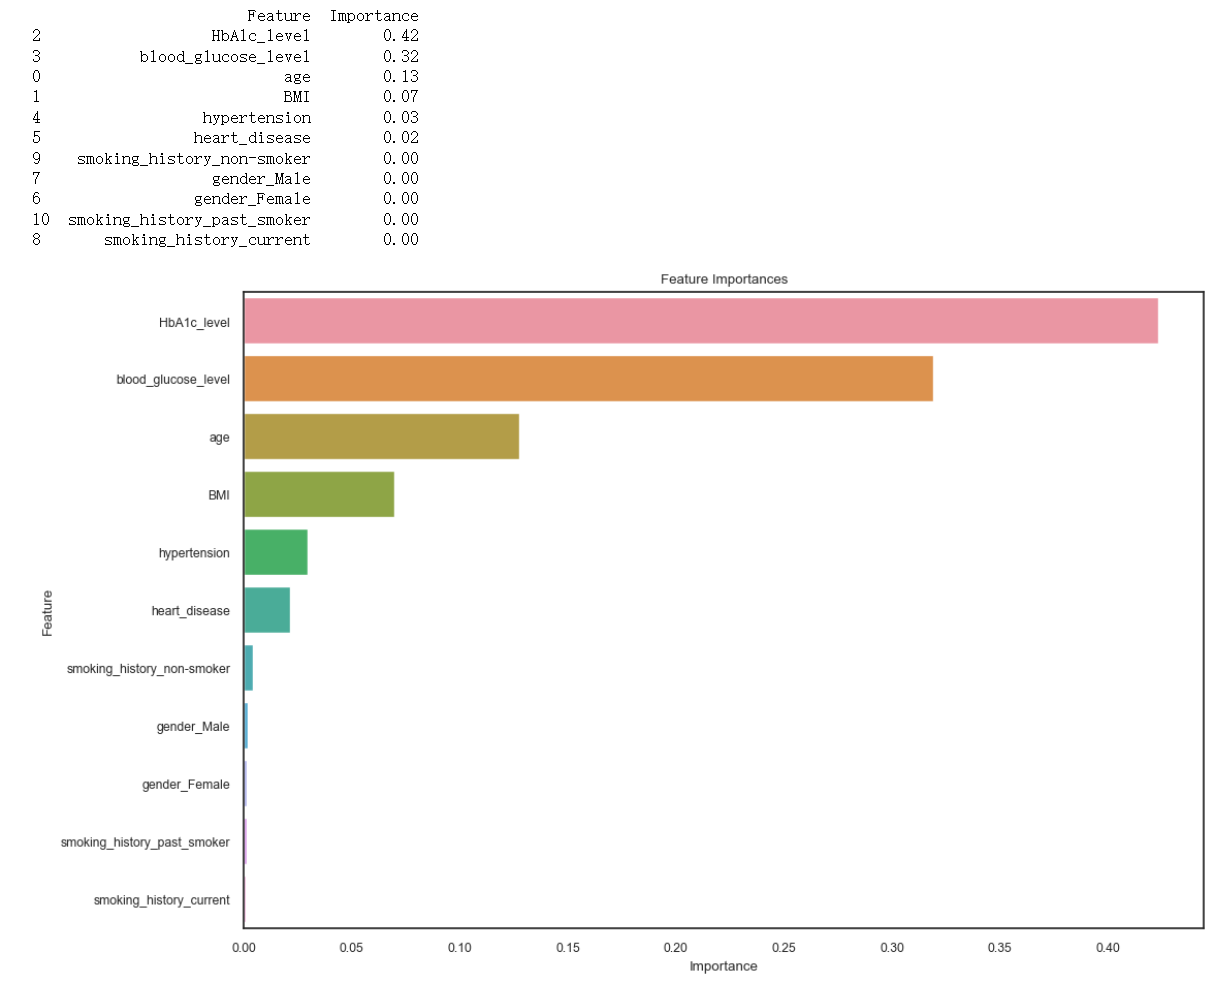 Feature Importance
2 HbA1c_level 0.42
3 blood_glucose_level 0.32
0 age 0.13
1 BMI 0.07
4 hypertension 0.03
5 heart_disease 0.02
9 smoking_history_non-smoker 0.00
7 gender_Male 0.00
6 gender_Female 0.00
10 smoking_history_past_smoker 0.00
8 smoking_history_current 0.00
Feature Importances
HbA1c_level
blood_glucose_level
age
BMI
hypertension
heart_disease
smoking_history_non-smoker
gender_Male
gender_Female
smoking_history_past_smoker
smoking_history_current
Feature
0.00 0.05 0.10 0.15 0.20 0.25 0.30 0.35 0.40
Importance